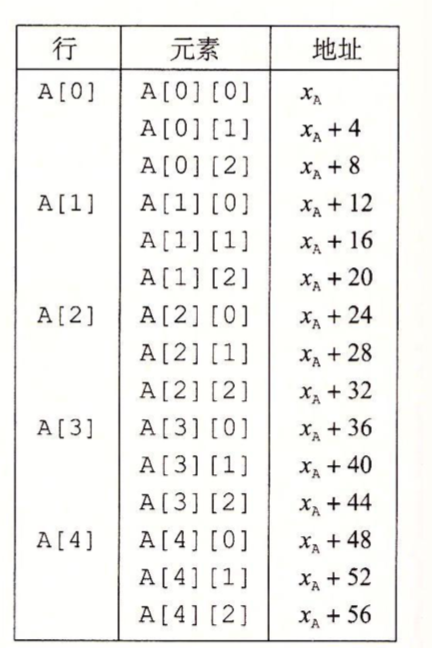 行 元素 地址
A[0] A[0][0] x_A
A[0][1] x_A + 4
A[0][2] x_A + 8
A[1] A[1][0] x_A + 12
A[1][1] x_A + 16
A[1][2] x_A + 20
A[2] A[2][0] x_A + 24
A[2][1] x_A + 28
A[2][2] x_A + 32
A[3] A[3][0] x_A + 36
A[3][1] x_A + 40
A[3][2] x_A + 44
A[4] A[4][0] x_A + 48
A[4][1] x_A + 52
A[4][2] x_A + 56